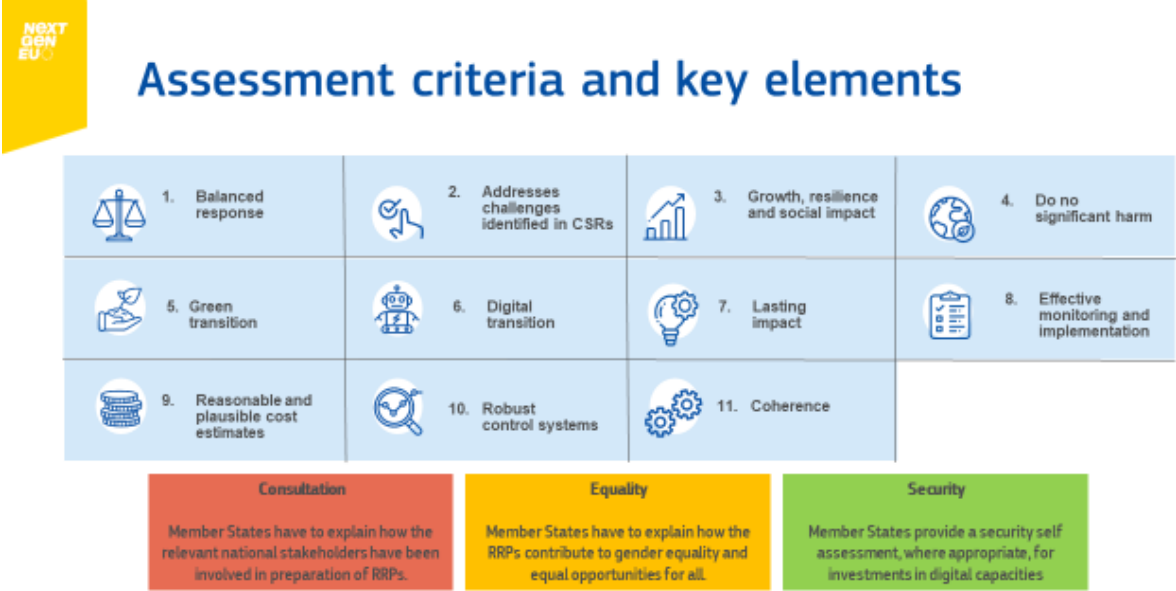 NEXT
GEN
EU
Assessment criteria and key elements
1. Balanced
response
2. Addresses
challenges
identified in CSRs
3. Growth, resilience
and social impact
4. Do no
significant harm
5. Green
transition
6. Digital
transition
7. Lasting
impact
8. Effective
monitoring and
implementation
9. Reasonable and
plausible cost
estimates
10. Robust
control systems
11. Coherence
Consultation
Member States have to explain how the
relevant national stakeholders have been
involved in preparation of RRPs.
Equality
Member States have to explain how the
RRPs contribute to gender equality and
equal opportunities for all.
Security
Member States provide a security self
assessment, where appropriate, for
investments in digital capacities